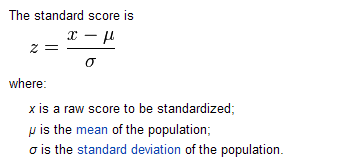 The standard score is
z = (x − μ) / σ
where:
x is a raw score to be standardized;
μ is the mean of the population;
σ is the standard deviation of the population.